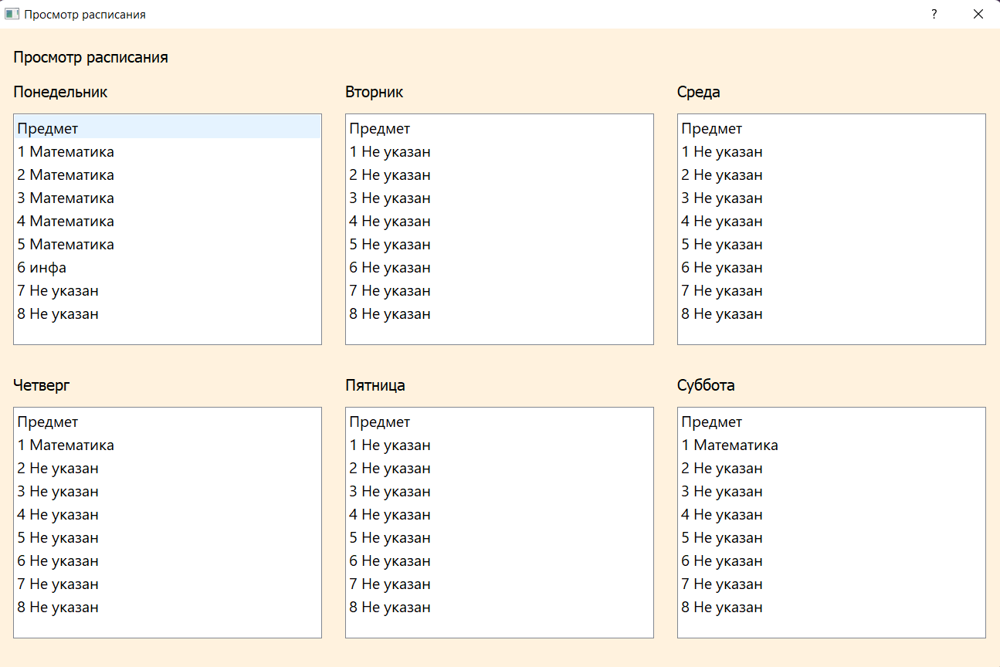 Просмотр расписания
?
Просмотр расписания
Понедельник
Предмет
1 Математика
2 Математика
3 Математика
4 Математика
5 Математика
6 инфа
7 Не указан
8 Не указан
Вторник
Предмет
1 Не указан
2 Не указан
3 Не указан
4 Не указан
5 Не указан
6 Не указан
7 Не указан
8 Не указан
Среда
Предмет
1 Не указан
2 Не указан
3 Не указан
4 Не указан
5 Не указан
6 Не указан
7 Не указан
8 Не указан
Четверг
Предмет
1 Математика
2 Не указан
3 Не указан
4 Не указан
5 Не указан
6 Не указан
7 Не указан
8 Не указан
Пятница
Предмет
1 Не указан
2 Не указан
3 Не указан
4 Не указан
5 Не указан
6 Не указан
7 Не указан
8 Не указан
Суббота
Предмет
1 Математика
2 Не указан
3 Не указан
4 Не указан
5 Не указан
6 Не указан
7 Не указан
8 Не указан